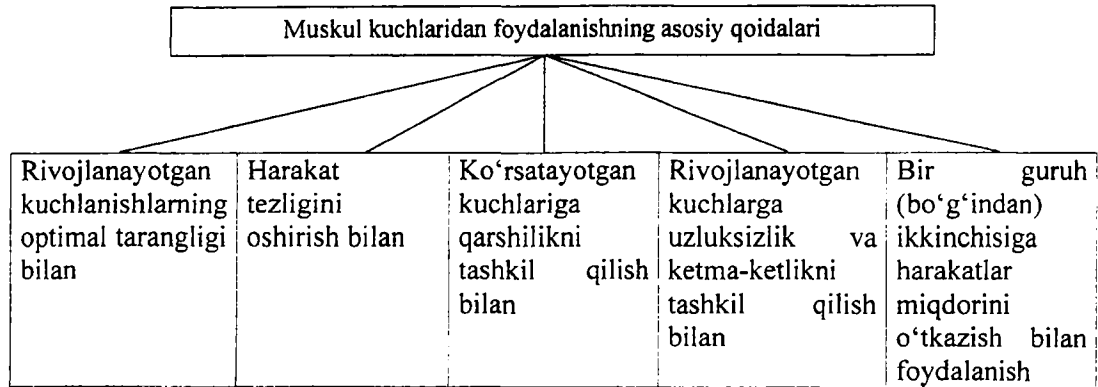 Muskul kuchlaridan foydalanishning asosiy qoidalari
Rivojlanayotgan
kuchlanishlarning
optimal tarangligi
bilan
Harakat
tezligini
oshirish bilan
Ko‘rsatayotgan
kuchlariga
qarshilikni
tashkil qilish
bilan
Rivojlanayotgan
kuchlarga
uzluksizlik va
ketma-ketlikni
tashkil qilish
bilan
Bir guruh
(bo‘g‘indan)
ikkinchisiga
harakatlar
miqdorini
o‘tkazish bilan
foydalanish